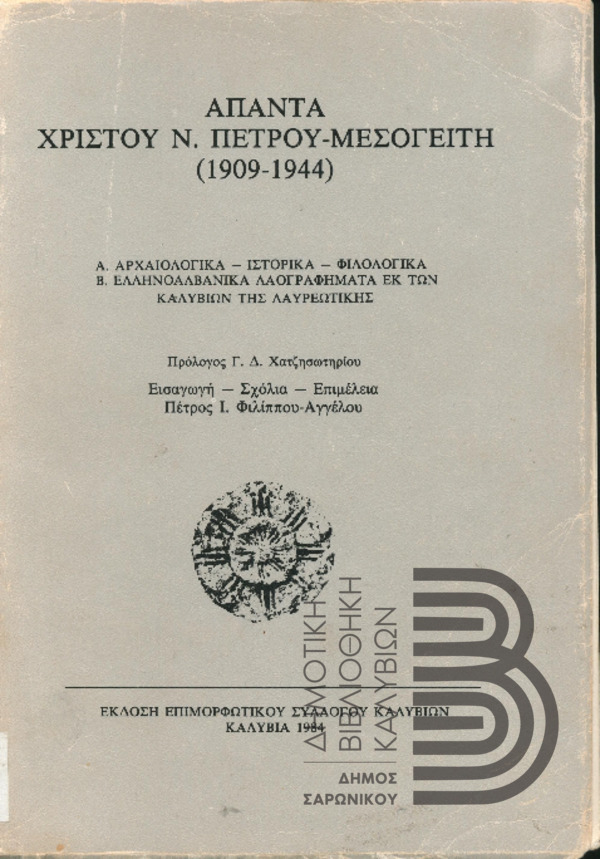 ΑΠΑΝΤΑ
ΧΡΙΣΤΟΥ Ν. ΠΕΤΡΟΥ-ΜΕΣΟΓΕΙΤΗ
(1909-1944)
Α. ΑΡΧΑΙΟΛΟΓΙΚΑ – ΙΣΤΟΡΙΚΑ – ΦΙΛΟΛΟΓΙΚΑ
Β. ΕΛΛΗΝΟΑΛΒΑΝΙΚΑ ΛΑΟΓΡΑΦΗΜΑΤΑ ΕΚ ΤΩΝ
ΚΑΛΥΒΙΩΝ ΤΗΣ ΛΑΥΡΕΩΤΙΚΗΣ
Πρόλογος Γ. Δ. Χατζησωτηρίου
Εισαγωγή – Σχόλια – Επιμέλεια
Πέτρος Ι. Φιλίππου-Αγγέλου
ΕΚΔΟΣΗ ΕΠΙΜΟΡΦΩΤΙΚΟΥ ΣΥΛΛΟΓΟΥ ΚΑΛΥΒΙΩΝ
ΚΑΛΥΒΙΑ 1984
ΔΗΜΟΤΙΚΗ
ΒΙΒΛΙΟΘΗΚΗ
ΚΑΛΥΒΙΩΝ
ΔΗΜΟΣ
ΣΑΡΩΝΙΚΟΥ